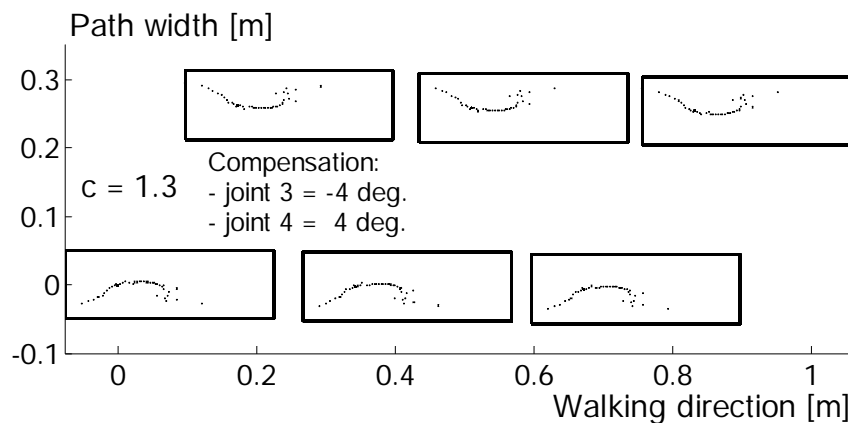 Path width [m]
0.3
0.2
Compensation:
c = 1.3
- joint 3 = -4 deg.
- joint 4 = 4 deg.
0.1
0
-0.1
0 0.2 0.4 0.6 0.8 1
Walking direction [m]